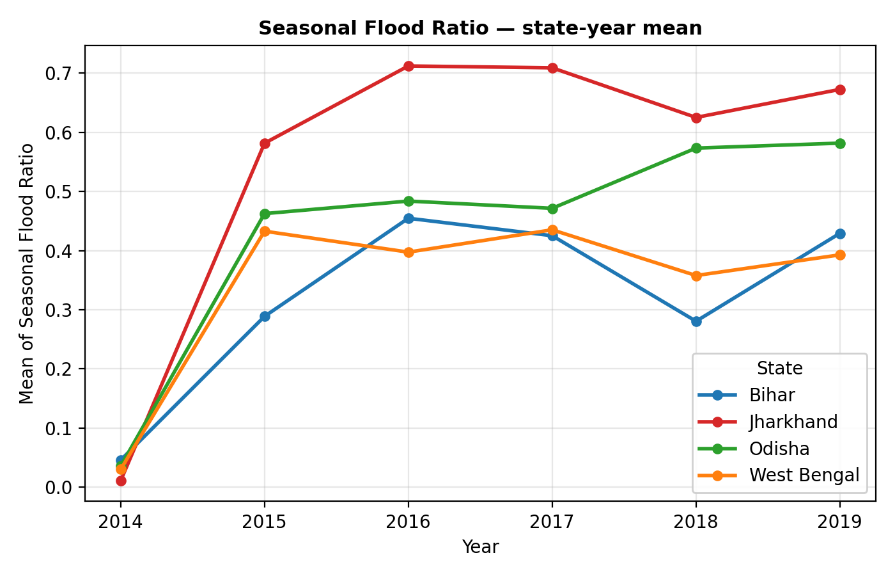 Seasonal Flood Ratio — state-year mean
Mean of Seasonal Flood Ratio
0.7
0.6
0.5
0.4
0.3
0.2
0.1
0.0
State
Bihar
Jharkhand
Odisha
West Bengal
2014 2015 2016 2017 2018 2019
Year